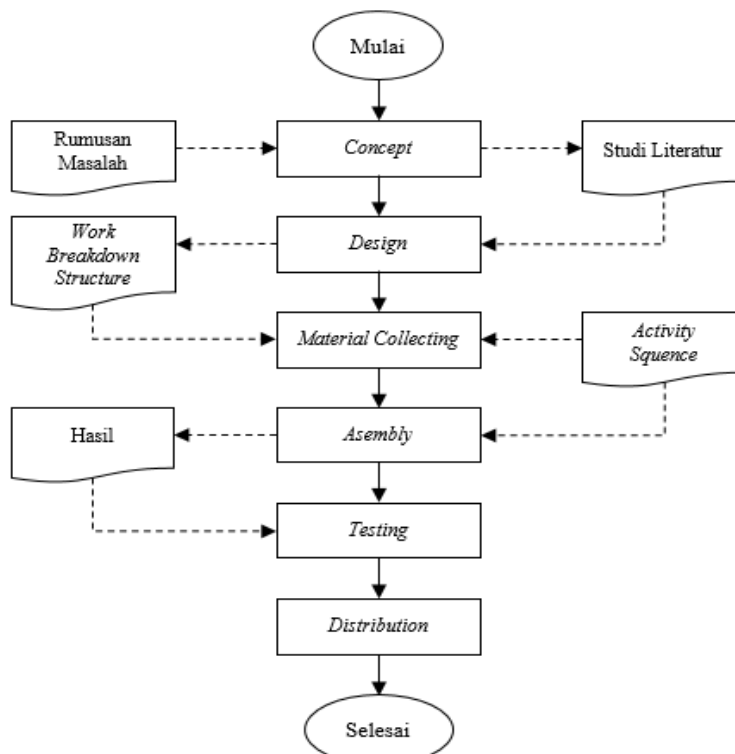 Mulai
Rumusan
Masalah
Concept
Studi Literatur
Work
Breakdown
Structure
Design
Material Collecting
Activity
Squence
Hasil
Asembly
Testing
Distribution
Selesai